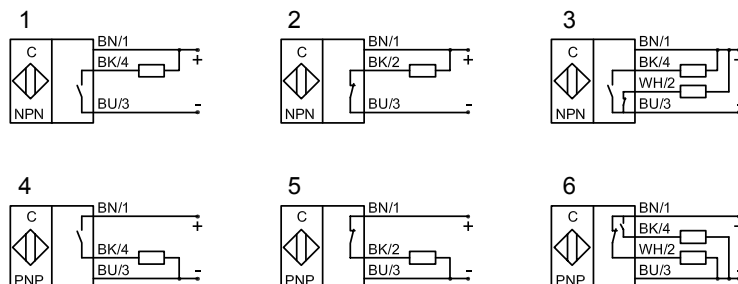 1
C
NPN
BN/1
BK/4
BU/3
+
-
2
C
NPN
BN/1
BK/2
BU/3
+
-
3
C
NPN
BN/1
BK/4
WH/2
BU/3
+
-
4
C
PNP
BN/1
BK/4
BU/3
+
-
5
C
PNP
BN/1
BK/2
BU/3
+
-
6
C
PNP
BN/1
BK/4
WH/2
BU/3
+
-